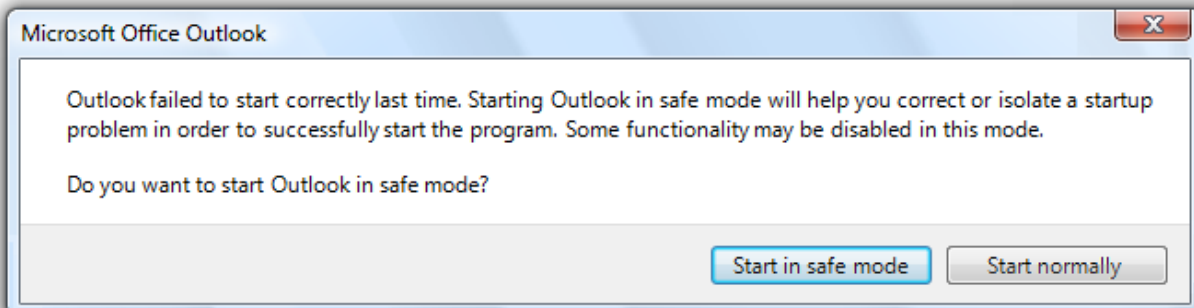 Microsoft Office Outlook
Outlook failed to start correctly last time. Starting Outlook in safe mode will help you correct or isolate a startup
problem in order to successfully start the program. Some functionality may be disabled in this mode.
Do you want to start Outlook in safe mode?
Start in safe mode
Start normally